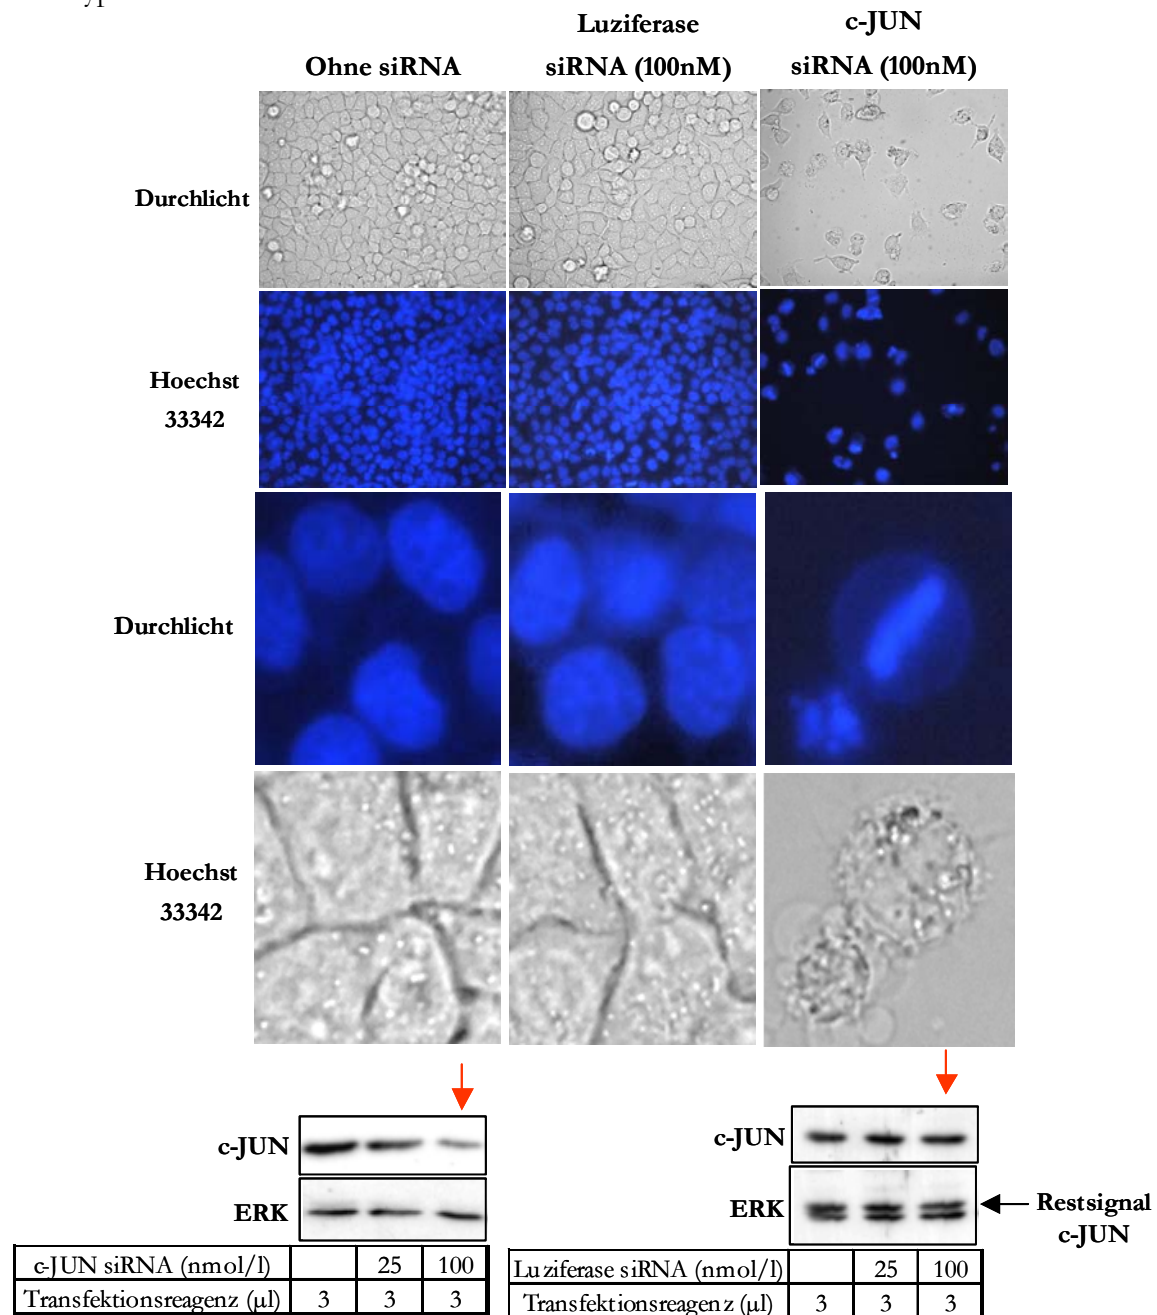 Luziferase
c-JUN
Ohne siRNA
siRNA (100nM)
siRNA (100nM)
Durchlicht
Hoechst
33342
Durchlicht
Hoechst
33342
c-JUN
ERK
c-JUN siRNA (nmol/l) 25 100
Transfektionsreagenz (µl) 3 3 3
c-JUN
ERK
Restsignal
c-JUN
Luziferase siRNA (nmol/l) 25 100
Transfektionsreagenz (µl) 3 3 3